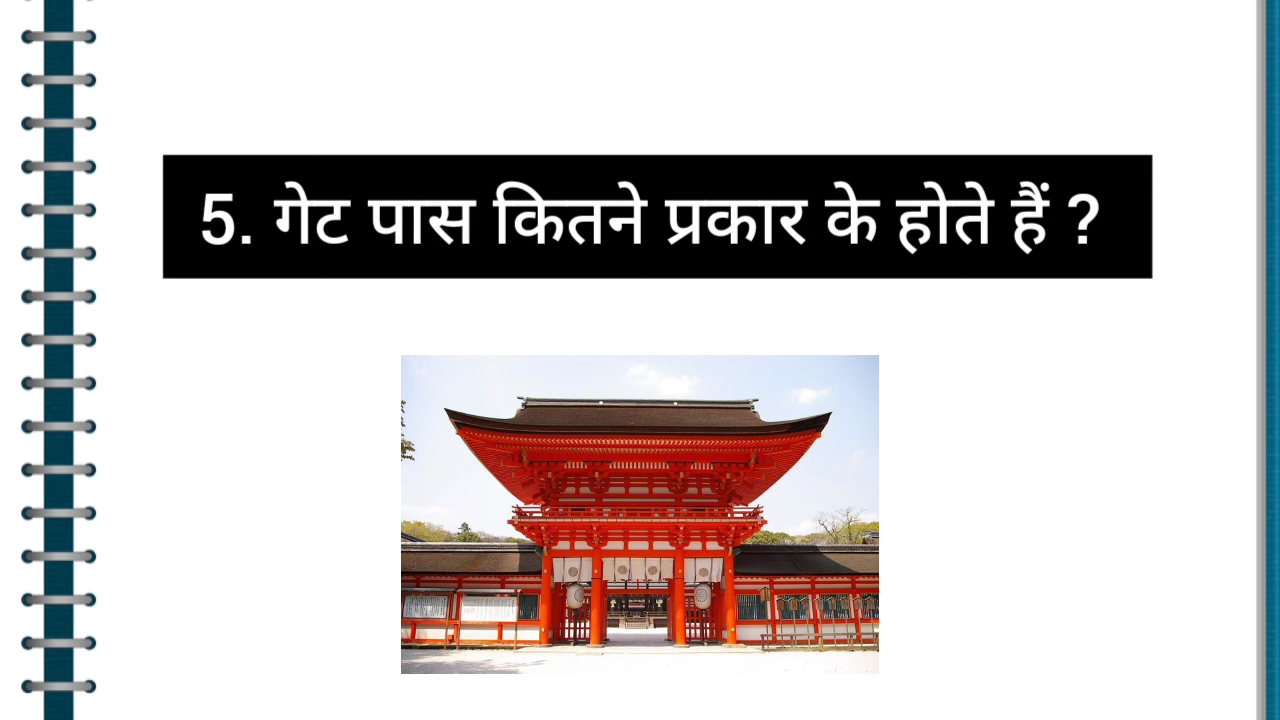 5. गेट पास कितने प्रकार के होते हैं ?